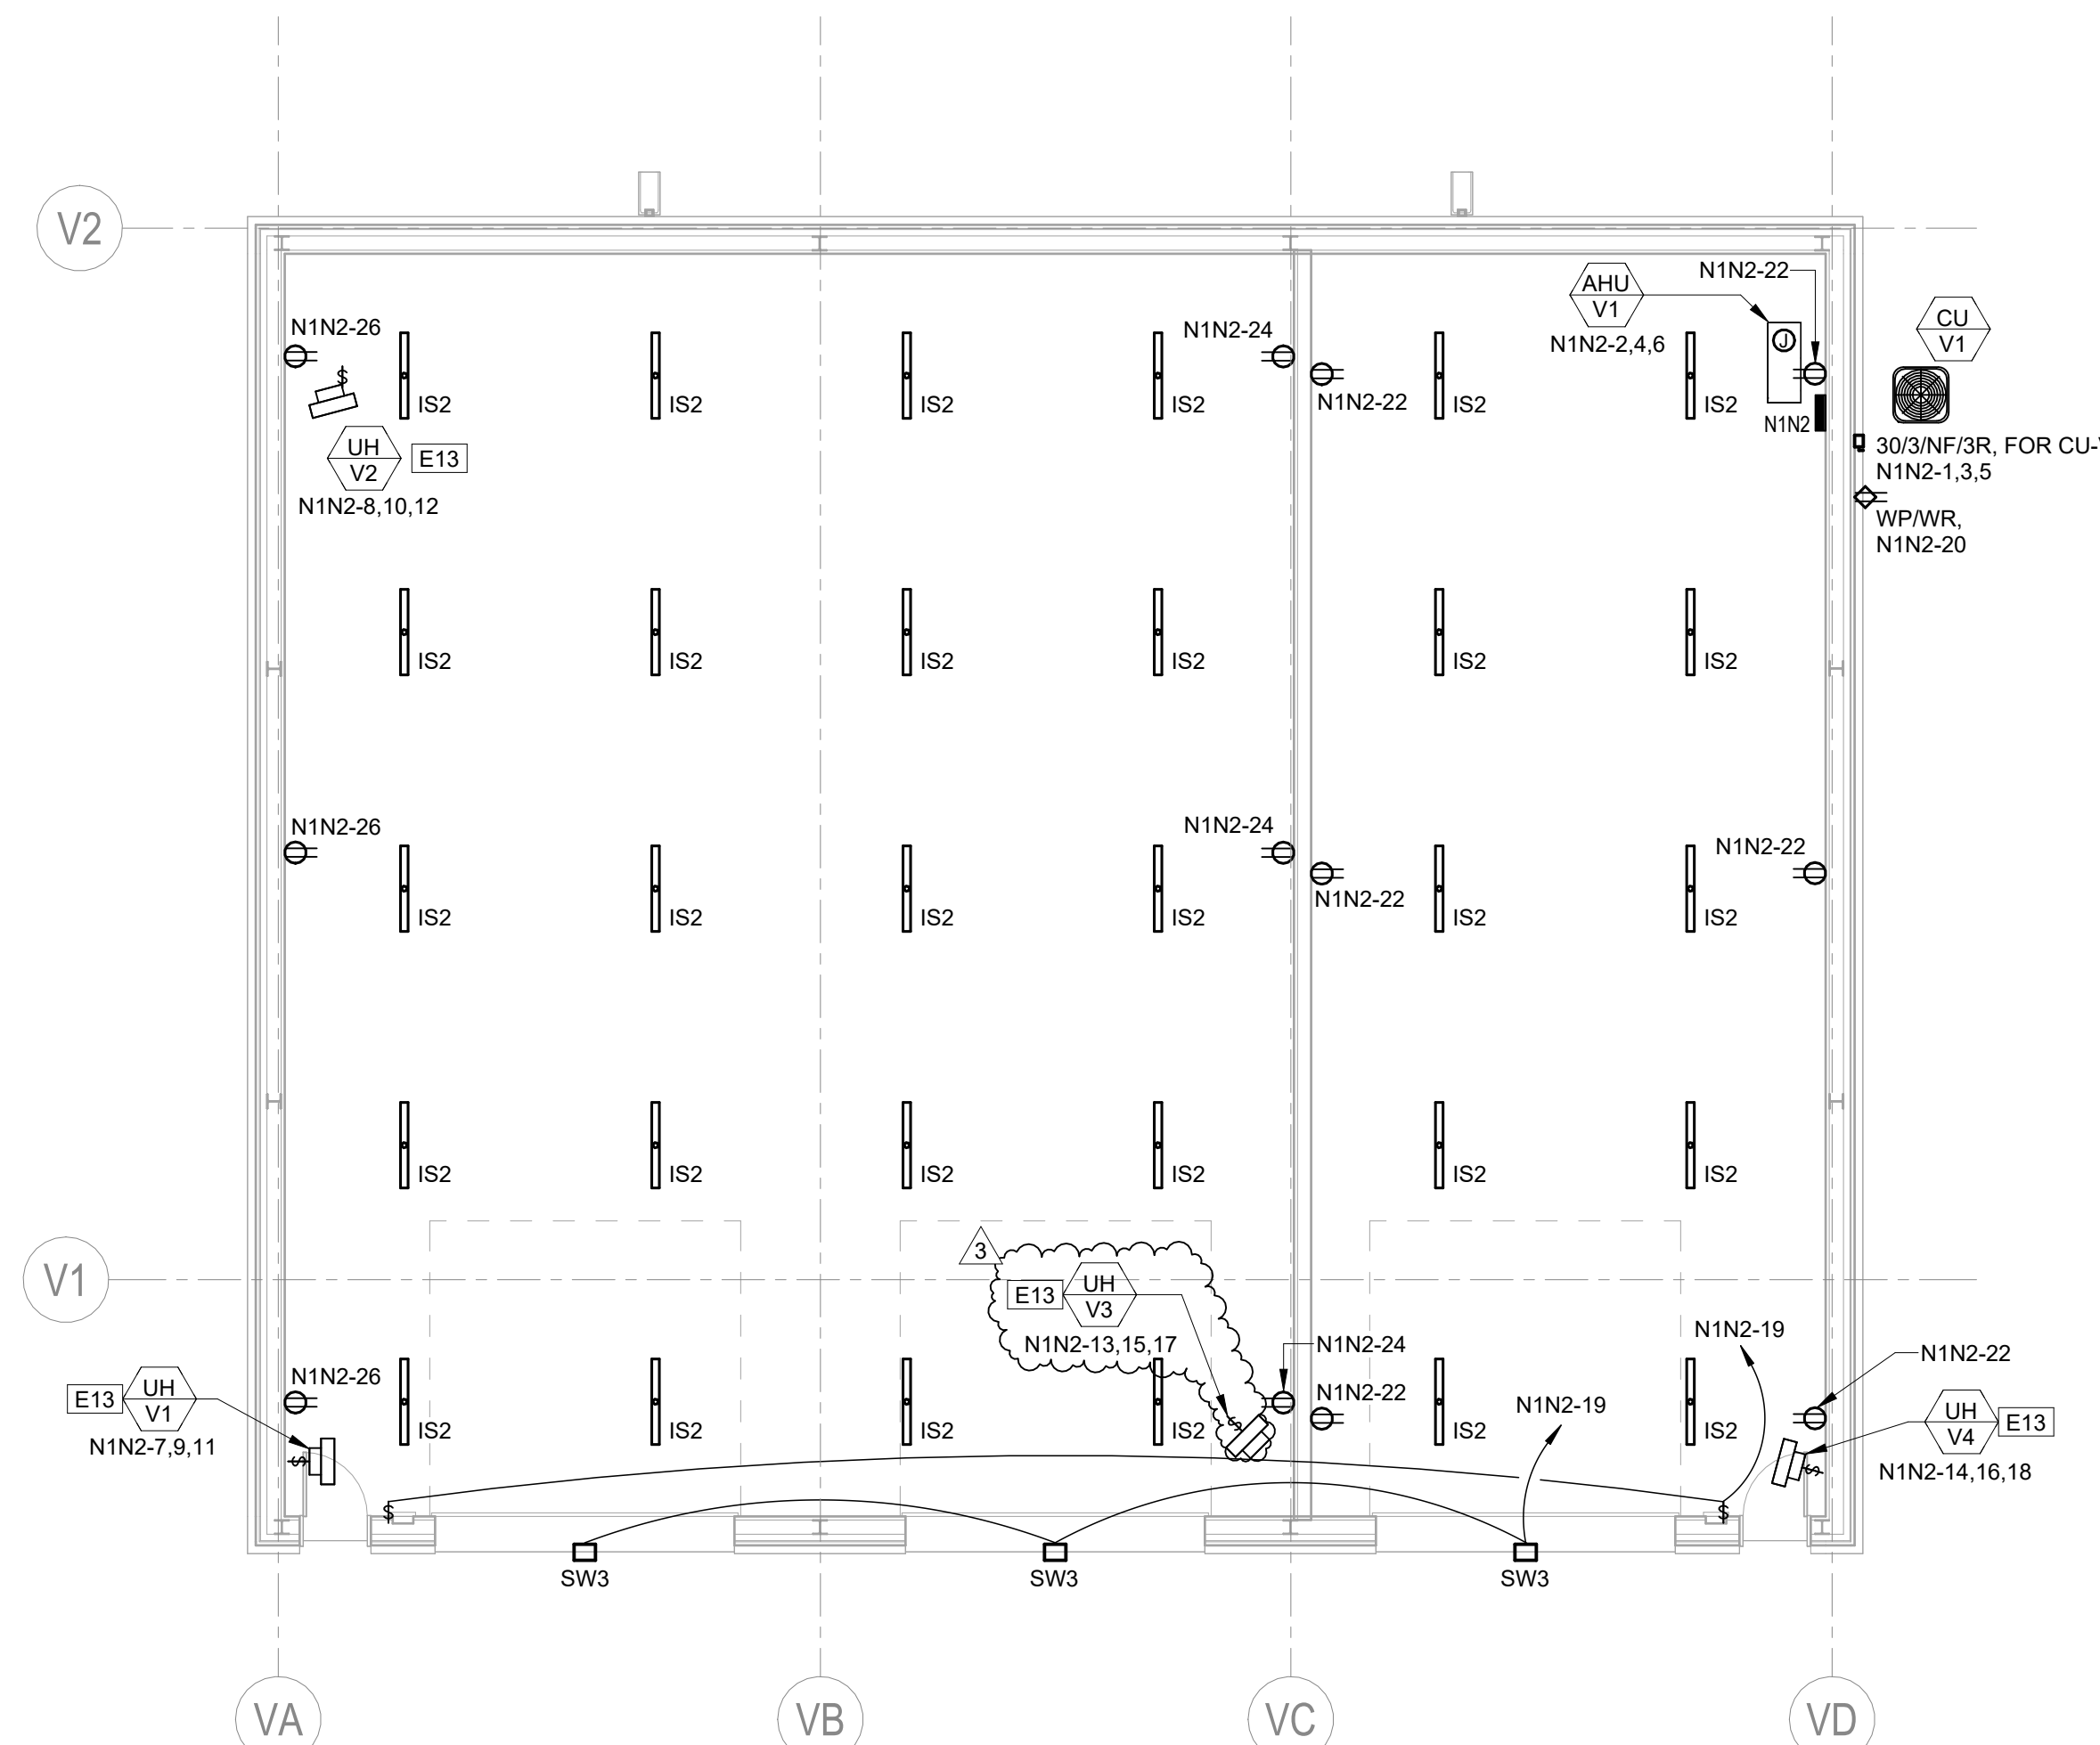 V2
N1N2-26
N1N2-24
AHU
V1
N1N2-2,4,6
N1N2-22
CU
V1
J
N1N2-22
IS2
IS2
IS2
IS2
IS2
IS2
N1N2
$
UH
V2
E13
N1N2-8,10,12
30/3/NF/3R, FOR CU-
N1N2-1,3,5
WP/WR,
N1N2-20
IS2
IS2
IS2
IS2
IS2
IS2
N1N2-26
N1N2-24
N1N2-22
N1N2-22
IS2
IS2
IS2
IS2
IS2
IS2
IS2
IS2
IS2
IS2
IS2
IS2
V1
3
E13
UH
V3
N1N2-13,15,17
$
N1N2-24
N1N2-22
N1N2-19
N1N2-19
N1N2-22
N1N2-26
E13
UH
V1
N1N2-7,9,11
$
IS2
IS2
IS2
IS2
IS2
IS2
UH
V4
E13
N1N2-14,16,18
$
$
$
SW3
SW3
SW3
VA
VB
VC
VD